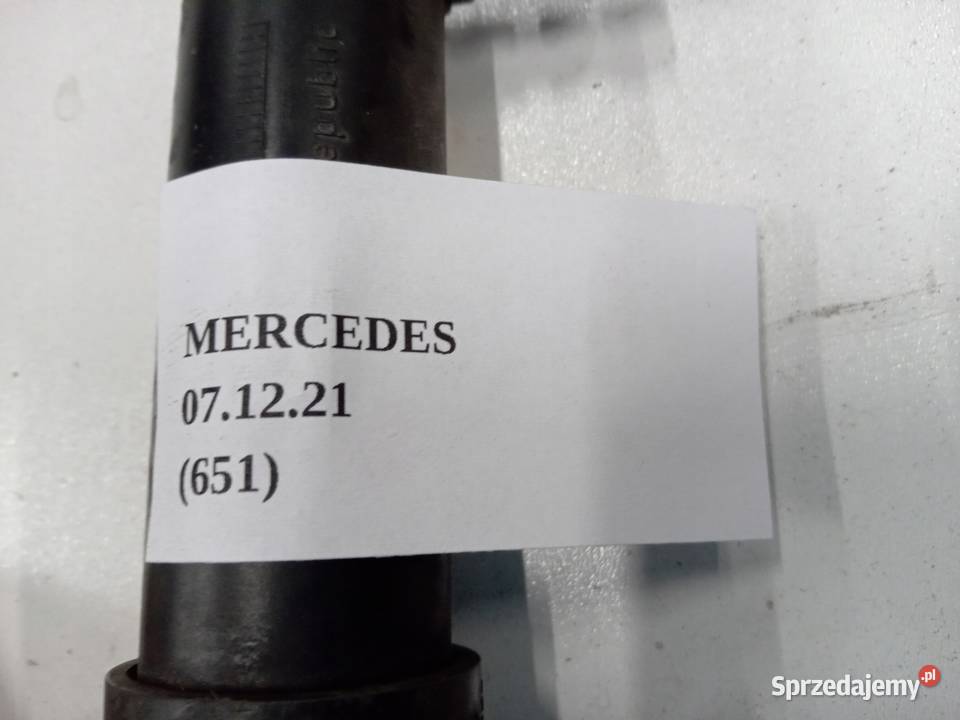 MERCEDES
07.12.21
(651)
Sprzedajemy.pl